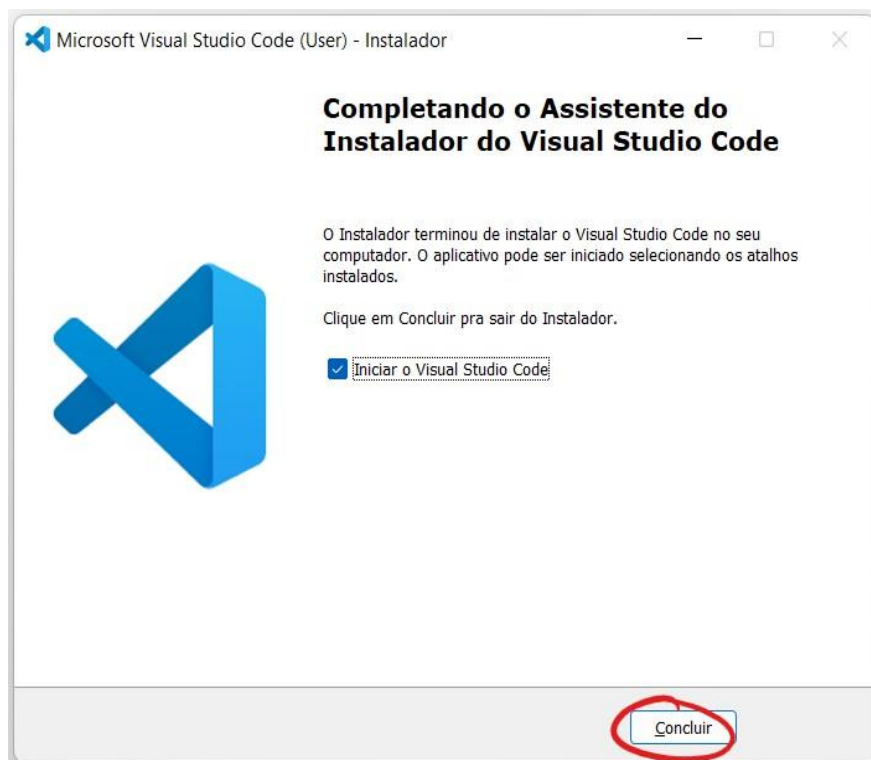 Microsoft Visual Studio Code (User) - Instalador
Completando o Assistente do
Instalador do Visual Studio Code
O Instalador terminou de instalar o Visual Studio Code no seu
computador. O aplicativo pode ser iniciado selecionando os atalhos
instalados.
Clique em Concluir pra sair do Instalador.
Iniciar o Visual Studio Code
Concluir